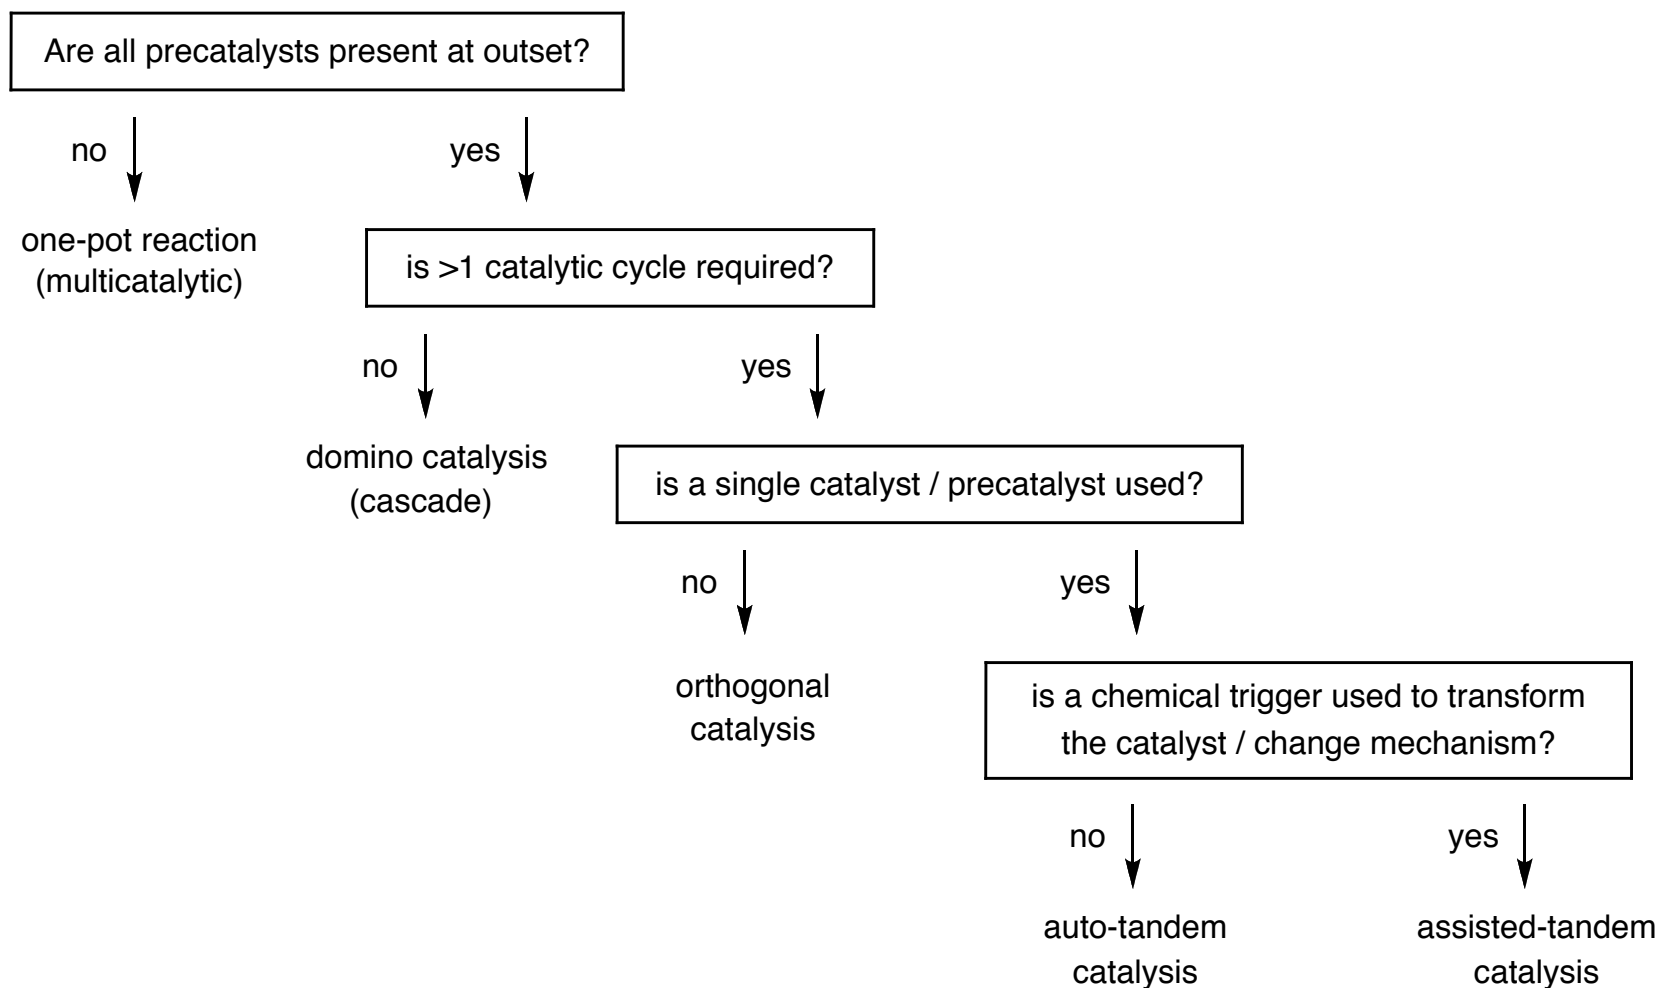 Are all precatalysts present at outset?
no
yes
one-pot reaction
(multicatalytic)
is >1 catalytic cycle required?
no
yes
domino catalysis
(cascade)
is a single catalyst / precatalyst used?
no
yes
orthogonal
catalysis
is a chemical trigger used to transform
the catalyst / change mechanism?
no
yes
auto-tandem
catalysis
assisted-tandem
catalysis